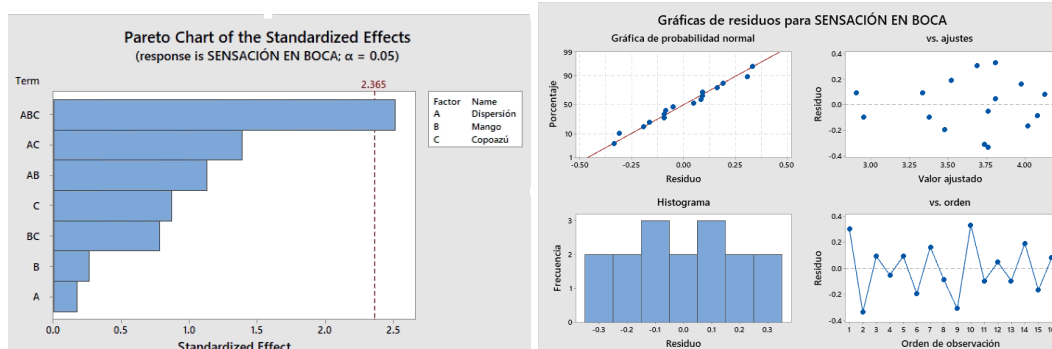 Pareto Chart of the Standardized Effects
(response is SENSACIÓN EN BOCA; α = 0.05)
Term
2.365
ABC
AC
AB
C
BC
B
A
0.0 0.5 1.0 1.5 2.0 2.5
Standardized Effect
Factor Name
A Dispersión
B Mango
C Copoazú
Gráficas de residuos para SENSACIÓN EN BOCA
Gráfica de probabilidad normal
Porcentaje
99
90
50
10
1
-0.50 -0.25 0.00 0.25 0.50
Residuo
vs. ajustes
Residuo
0.4
0.2
0.0
-0.2
-0.4
3.00 3.25 3.50 3.75 4.00
Valor ajustado
Histograma
Frecuencia
3
2
1
0
-0.3 -0.2 -0.1 0.0 0.1 0.2 0.3
Residuo
vs. orden
Residuo
0.4
0.2
0.0
-0.2
-0.4
1 2 3 4 5 6 7 8 9 10 11 12 13 14 15 16
Orden de observación